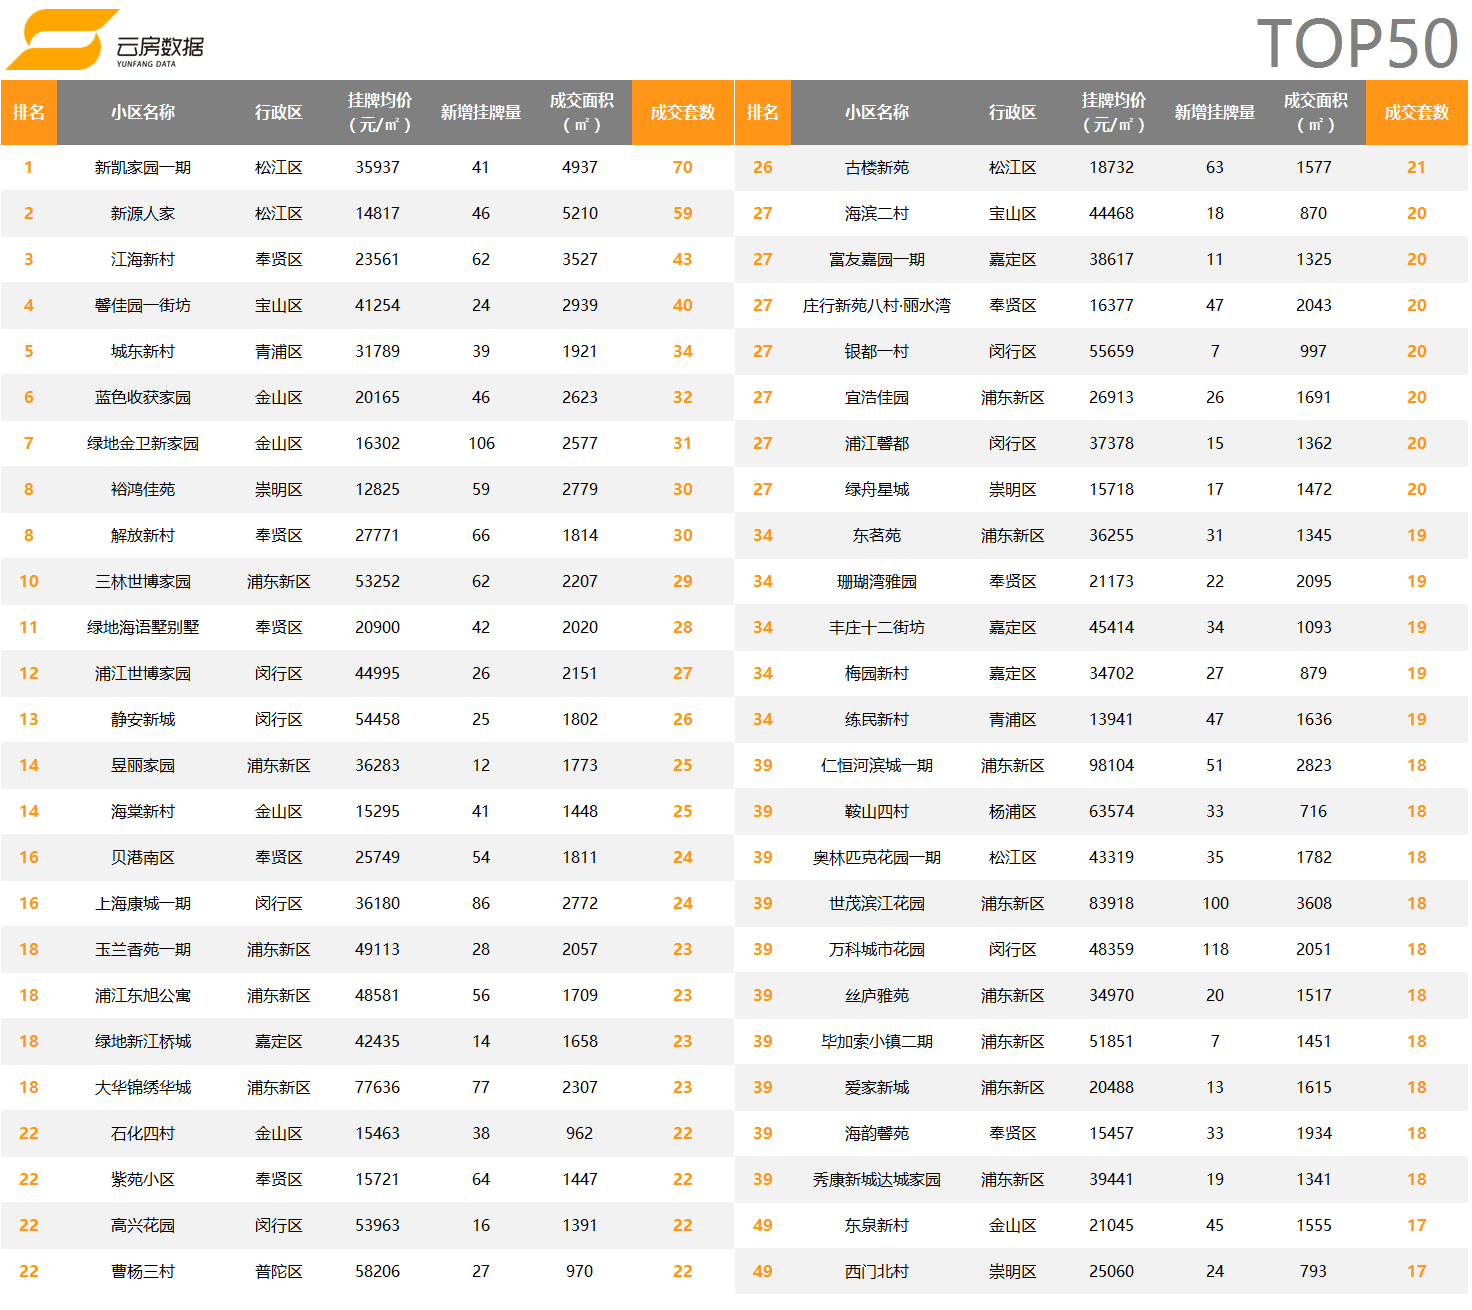 云房数据
YUNFANG DATA
TOP50
排名 小区名称 行政区 挂牌均价（元/㎡） 新增挂牌量 成交面积（㎡） 成交套数
1 新凯家园一期 松江区 35937 41 4937 70
2 新源人家 松江区 14817 46 5210 59
3 江海新村 奉贤区 23561 62 3527 43
4 馨佳园一街坊 宝山区 41254 24 2939 40
5 城东新村 青浦区 31789 39 1921 34
6 蓝色收获家园 金山区 20165 46 2623 32
7 绿地金卫新家园 金山区 16302 106 2577 31
8 裕鸿佳苑 崇明区 12825 59 2779 30
8 解放新村 奉贤区 27771 66 1814 30
10 三林世博家园 浦东新区 53252 62 2207 29
11 绿地海语墅别墅 奉贤区 20900 42 2020 28
12 浦江世博家园 闵行区 44995 26 2151 27
13 静安新城 闵行区 54458 25 1802 26
14 昱丽家园 浦东新区 36283 12 1773 25
14 海棠新村 金山区 15295 41 1448 25
16 贝港南区 奉贤区 25749 54 1811 24
16 上海康城一期 闵行区 36180 86 2772 24
18 玉兰香苑一期 浦东新区 49113 28 2057 23
18 浦江东旭公寓 浦东新区 48581 56 1709 23
18 绿地新江桥城 嘉定区 42435 14 1658 23
18 大华锦绣华城 浦东新区 77636 77 2307 23
22 石化四村 金山区 15463 38 962 22
22 紫苑小区 奉贤区 15721 64 1447 22
22 高兴花园 闵行区 53963 16 1391 22
22 曹杨三村 普陀区 58206 27 970 22
排名 小区名称 行政区 挂牌均价（元/㎡） 新增挂牌量 成交面积（㎡） 成交套数
26 古楼新苑 松江区 18732 63 1577 21
27 海滨二村 宝山区 44468 18 870 20
27 富友嘉园一期 嘉定区 38617 11 1325 20
27 庄行新苑八村·丽水湾 奉贤区 16377 47 2043 20
27 银都一村 闵行区 55659 7 997 20
27 宜浩佳园 浦东新区 26913 26 1691 20
27 浦江馨都 闵行区 37378 15 1362 20
27 绿舟星城 崇明区 15718 17 1472 20
34 东茗苑 浦东新区 36255 31 1345 19
34 珊瑚湾雅园 奉贤区 21173 22 2095 19
34 丰庄十二街坊 嘉定区 45414 34 1093 19
34 梅园新村 嘉定区 34702 27 879 19
34 练民新村 青浦区 13941 47 1636 19
39 仁恒河滨城一期 浦东新区 98104 51 2823 18
39 鞍山四村 杨浦区 63574 33 716 18
39 奥林匹克花园一期 松江区 43319 35 1782 18
39 世茂滨江花园 浦东新区 83918 100 3608 18
39 万科城市花园 闵行区 48359 118 2051 18
39 丝庐雅苑 浦东新区 34970 20 1517 18
39 毕加索小镇二期 浦东新区 51851 7 1451 18
39 爱家新城 浦东新区 20488 13 1615 18
39 海韵馨苑 奉贤区 15457 33 1934 18
39 秀康新城达城家园 浦东新区 39441 19 1341 18
49 东泉新村 金山区 21045 45 1555 17
49 西门北村 崇明区 25060 24 793 17